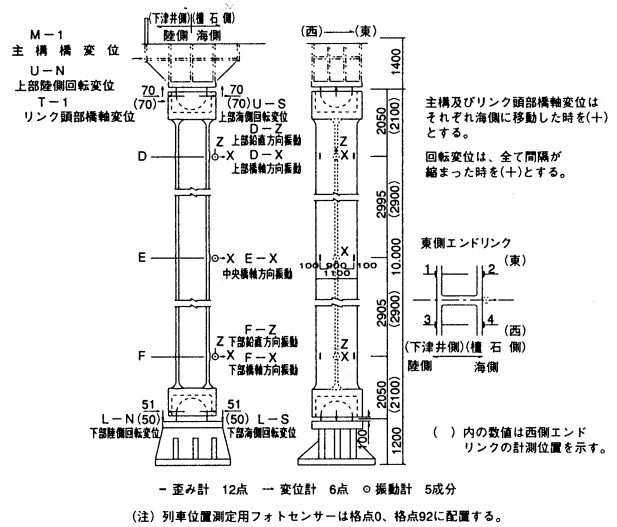 (下津井側)(檀石側)
陸側 海側
(西) (東)
M－1
主構橋変位
U－N
上部陸側回転変位
T－1
リンク頭部橋軸変位
70
(70)
70
(70)
U－S
上部海側回転変位
D－Z
上部鉛直方向振動
D－X
上部橋軸方向振動
D
Z
X
E
X
E－X
中央橋軸方向振動
F－Z
下部鉛直方向振動
F－X
下部橋軸方向振動
F
Z
X
51
(50)
51
(50)
L－N
下部陸側回転変位
L－S
下部海側回転変位
Z
X
X
100 900 100
1100
Z
X
100
1400
2050
(2100)
2995
(2900)
10.000
2905
(2900)
2050
(2100)
1200
主構及びリンク頭部橋軸変位は
それぞれ海側に移動した時を(＋)
とする。
回転変位は、全て間隔が
縮まった時を(＋)とする。
東側エンドリンク
(東)
1 2
3 4
(西)
(下津井側)(檀石側)
陸側 海側
( ) 内の数値は西側エンド
リンクの計測位置を示す。
－ 歪み計 12点 → 変位計 6点 ⊙ 振動計 5成分
(注) 列車位置測定用フォトセンサーは格点0、格点92に配置する。